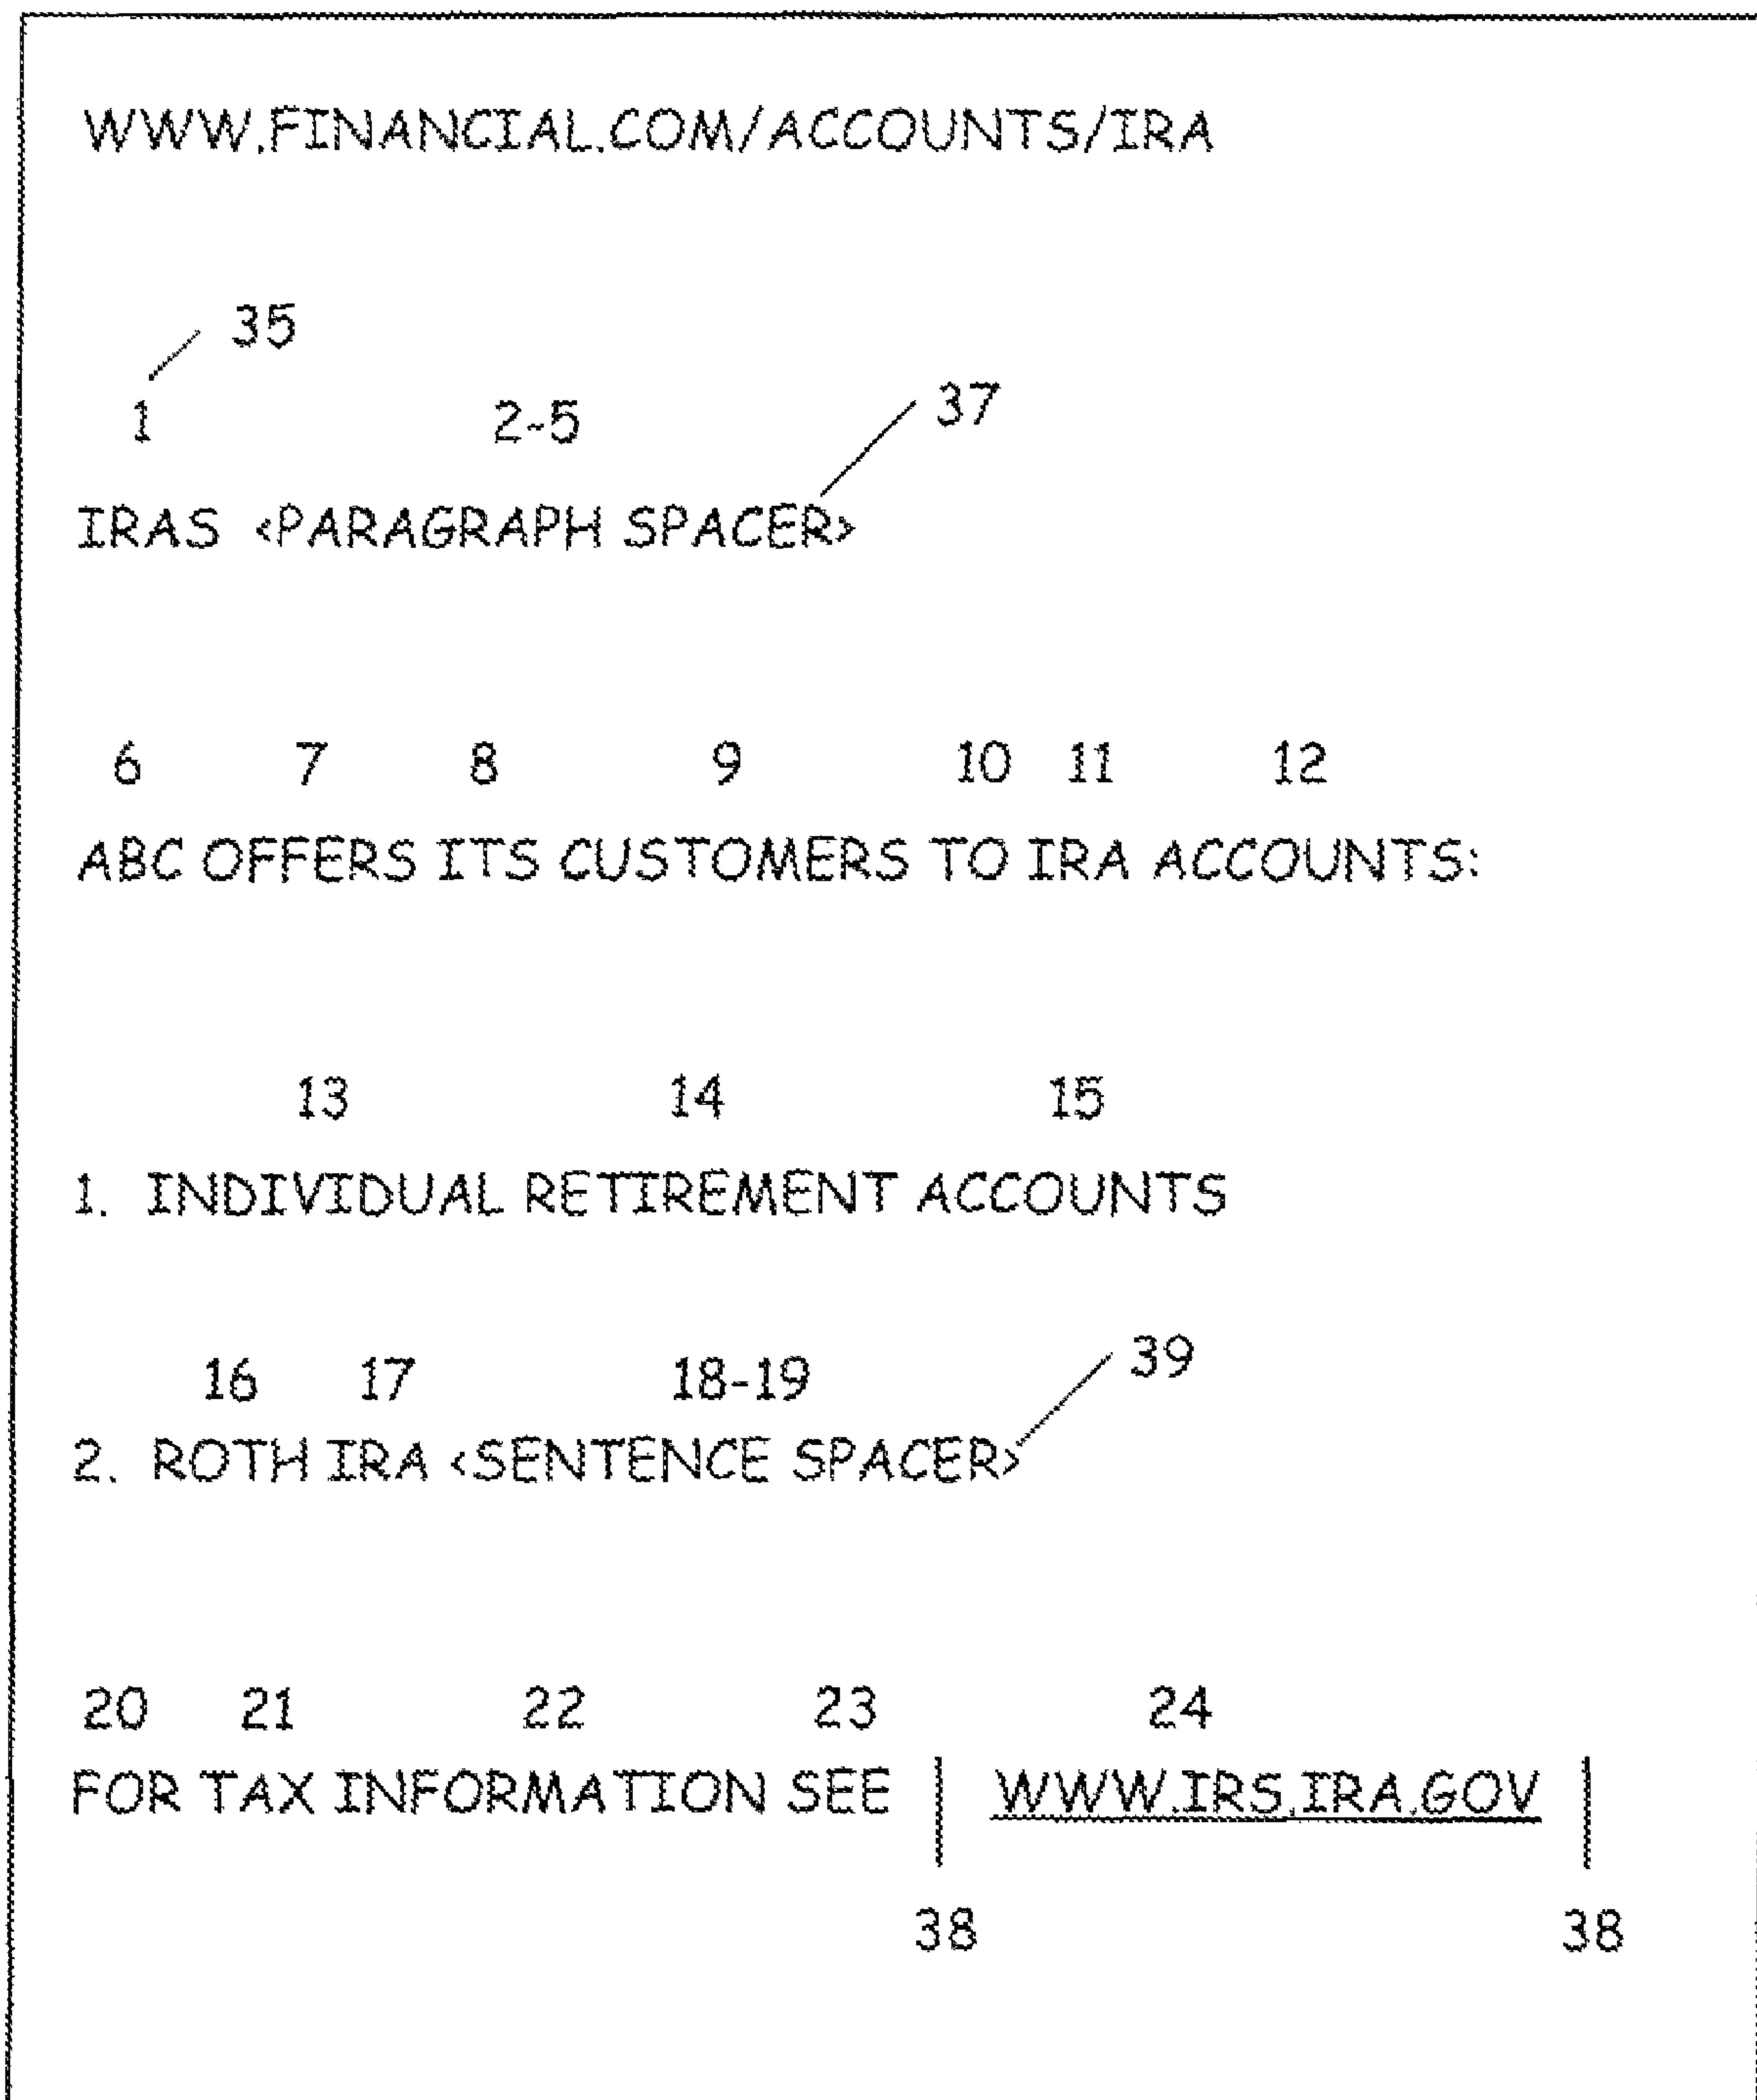 WWW.FINANCIAL.COM/ACCOUNTS/IRA
35
1 2-5 37
IRAS <PARAGRAPH SPACER>
6 7 8 9 10 11 12
ABC OFFERS ITS CUSTOMERS TO IRA ACCOUNTS:
13 14 15
1. INDIVIDUAL RETIREMENT ACCOUNTS
16 17 18-19 39
2. ROTH IRA <SENTENCE SPACER>
20 21 22 23 24
FOR TAX INFORMATION SEE | WWW.IRS.IRA.GOV |
38 38